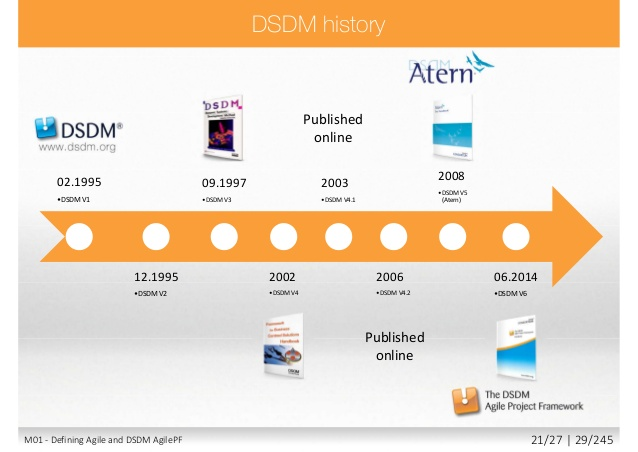 DSDM history
DSDM
Atern
DSDM
Published
online
DSDM®
www.dsdm.org
02.1995
•DSDM V1
09.1997
•DSDM V3
2003
•DSDM V4.1
2008
•DSDM V5
(Atern)
12.1995
•DSDM V2
2002
•DSDM V4
2006
•DSDM V4.2
06.2014
•DSDM V6
Handbook
DSDM
Published
online
The DSDM
Agile Project Framework
M01 - Defining Agile and DSDM AgilePF
21/27 | 29/245